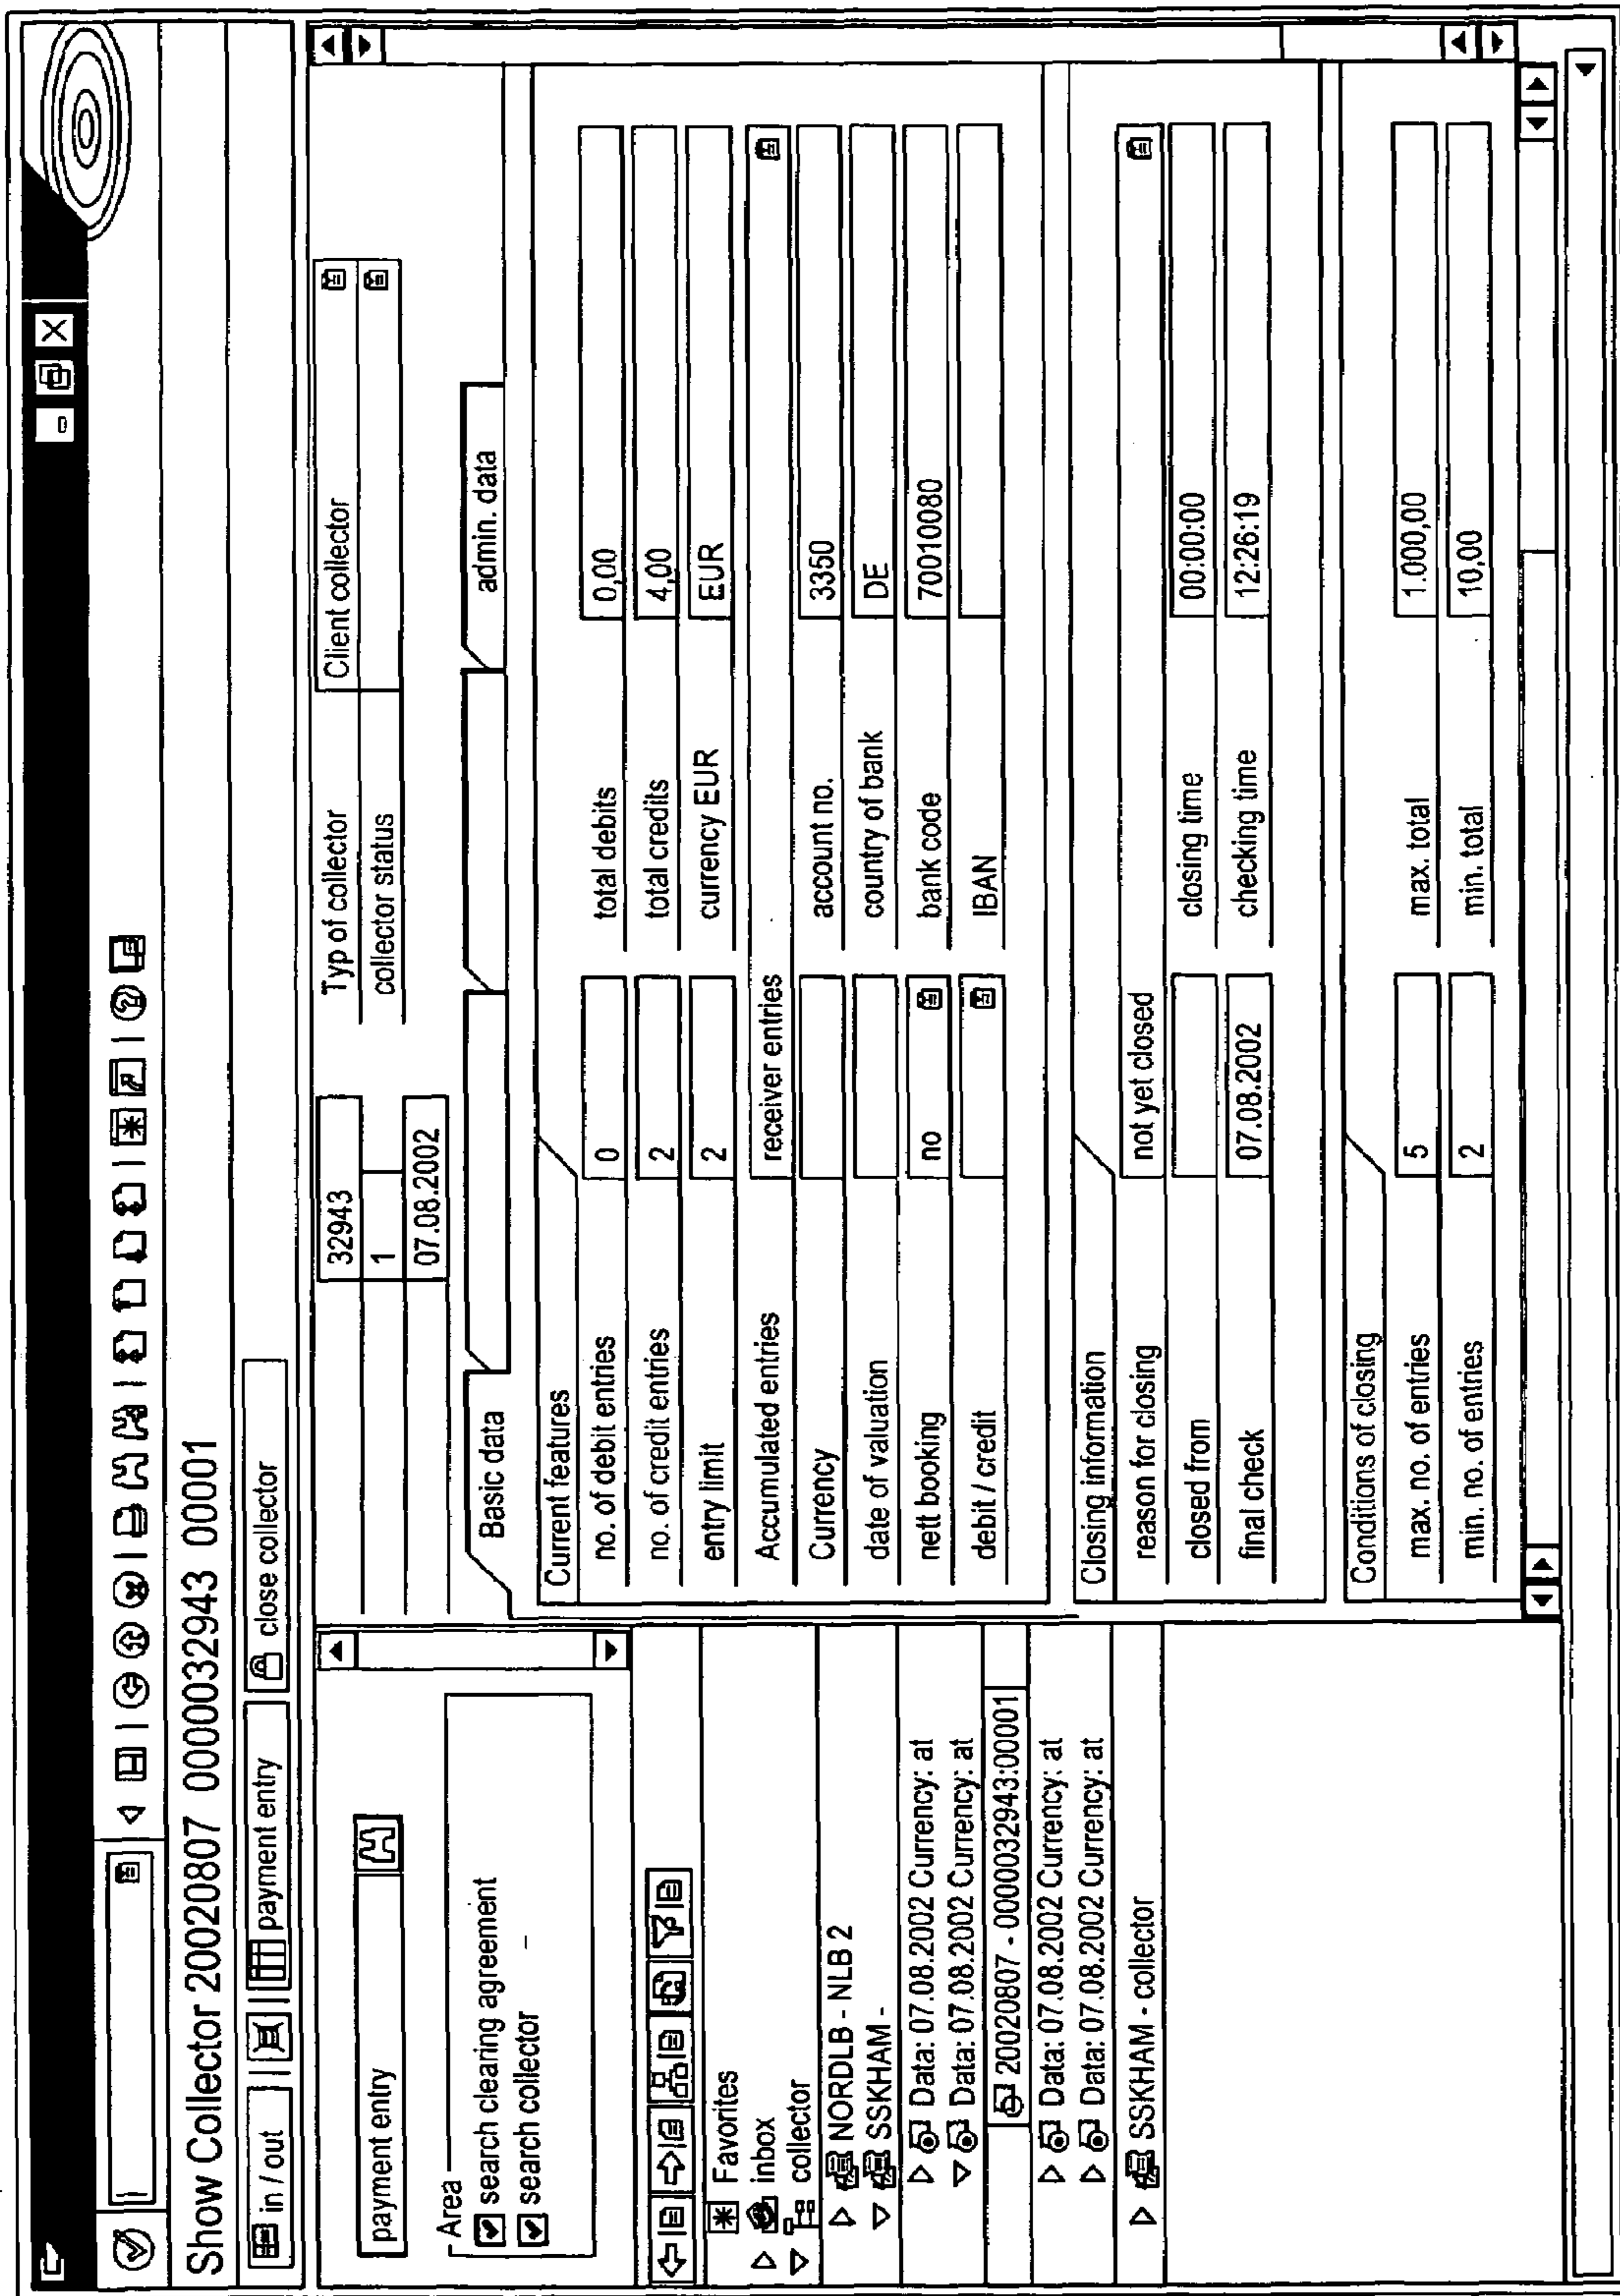 Show Collector 20020807 0000032943 00001
in / out payment entry close collector
payment entry
Area
search clearing agreement
search collector
Favorites
inbox
collector
NORDLB - NLB 2
SSKHAM -
Data: 07.08.2002 Currency: at
Data: 07.08.2002 Currency: at
20020807 - 0000032943:00001
Data: 07.08.2002 Currency: at
Data: 07.08.2002 Currency: at
SSKHAM - collector
32943 Typ of collector Client collector
1 collector status
07.08.2002
Basic data admin. data
Current features
no. of debit entries 0 total debits 0,00
no. of credit entries 2 total credits 4,00
entry limit 2 currency EUR EUR
Accumulated entries receiver entries
Currency account no. 3350
date of valuation country of bank DE
nett booking no bank code 70010080
debit / credit IBAN
Closing information
reason for closing not yet closed
closed from closing time 00:00:00
final check 07.08.2002 checking time 12:26:19
Conditions of closing
max. no. of entries 5 max. total 1.000,00
min. no. of entries 2 min. total 10,00